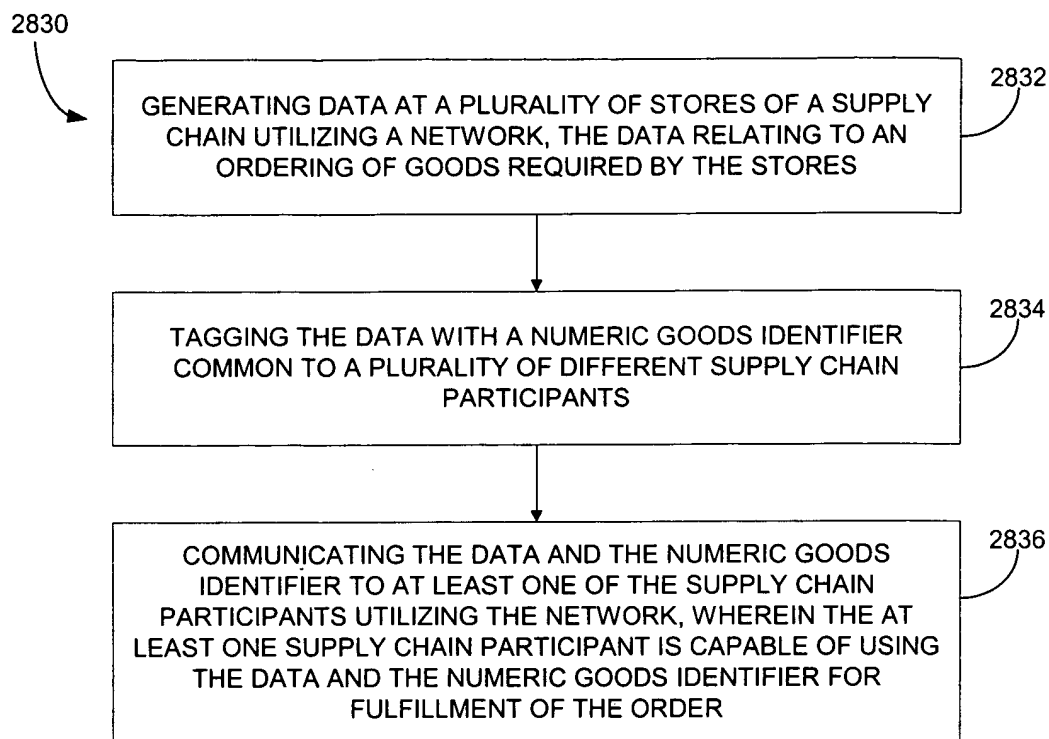 2830
2832
GENERATING DATA AT A PLURALITY OF STORES OF A SUPPLY
CHAIN UTILIZING A NETWORK, THE DATA RELATING TO AN
ORDERING OF GOODS REQUIRED BY THE STORES
2834
TAGGING THE DATA WITH A NUMERIC GOODS IDENTIFIER
COMMON TO A PLURALITY OF DIFFERENT SUPPLY CHAIN
PARTICIPANTS
2836
COMMUNICATING THE DATA AND THE NUMERIC GOODS
IDENTIFIER TO AT LEAST ONE OF THE SUPPLY CHAIN
PARTICIPANTS UTILIZING THE NETWORK, WHEREIN THE AT
LEAST ONE SUPPLY CHAIN PARTICIPANT IS CAPABLE OF USING
THE DATA AND THE NUMERIC GOODS IDENTIFIER FOR
FULFILLMENT OF THE ORDER